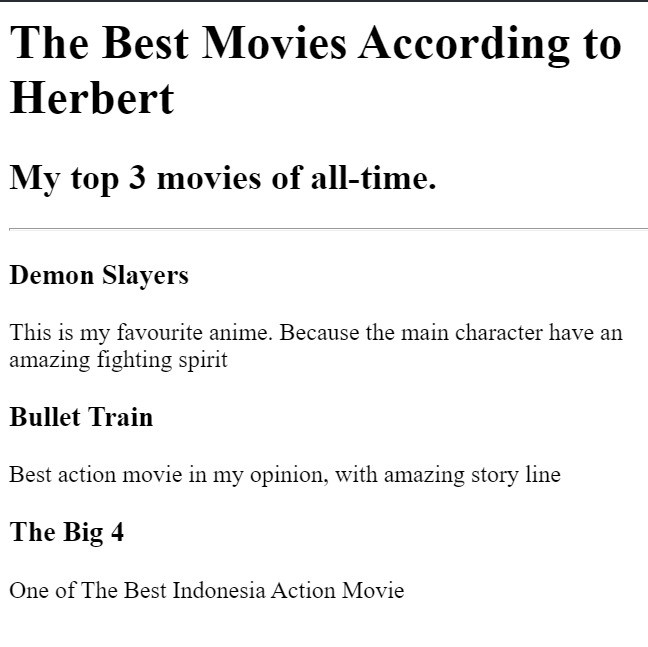 The Best Movies According to
Herbert
My top 3 movies of all-time.
Demon Slayers
This is my favourite anime. Because the main character have an
amazing fighting spirit
Bullet Train
Best action movie in my opinion, with amazing story line
The Big 4
One of The Best Indonesia Action Movie